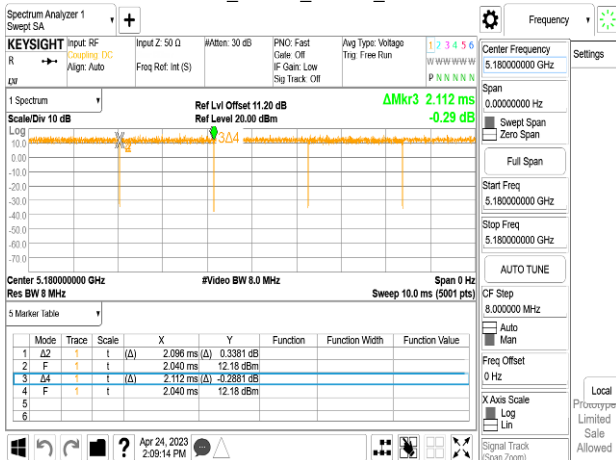 Spectrum Analyzer 1
Swept SA
+
Frequency
KEYSIGHT
R
Input: RF
Coupling: DC
Align: Auto
Input Z: 50 Ω
Freq Ref: Int (S)
#Atten: 30 dB
PNO: Fast
Gate: Off
IF Gain: Low
Sig Track: Off
Avg Type: Voltage
Trig: Free Run
1 2 3 4 5 6
W W W W W W
P N N N N N
1 Spectrum
Scale/Div 10 dB
Ref Lvl Offset 11.20 dB
Ref Level 20.00 dBm
ΔMkr3 2.112 ms
-0.29 dB
Log
10.0
0.00
-10.0
-20.0
-30.0
-40.0
-50.0
-60.0
-70.0
3Δ4
Center 5.180000000 GHz
Res BW 8 MHz
#Video BW 8.0 MHz
Span 0 Hz
Sweep 10.0 ms (5001 pts)
5 Marker Table
Mode Trace Scale X Y Function Function Width Function Value
1 Δ2 1 t (Δ) 2.096 ms (Δ) 0.3381 dB
2 F 1 t 2.040 ms 12.18 dBm
3 Δ4 1 t (Δ) 2.112 ms (Δ) -0.2881 dB
4 F 1 t 2.040 ms 12.18 dBm
5
6
?
Apr 24, 2023
2:09:14 PM
Center Frequency
5.180000000 GHz
Settings
Span
0.00000000 Hz
Swept Span
Zero Span
Full Span
Start Freq
5.180000000 GHz
Stop Freq
5.180000000 GHz
AUTO TUNE
CF Step
8.000000 MHz
Auto
Man
Freq Offset
0 Hz
X Axis Scale
Log
Lin
Signal Track
(Span Zoom)
Local
Prototype
Limited
Sale
Allowed